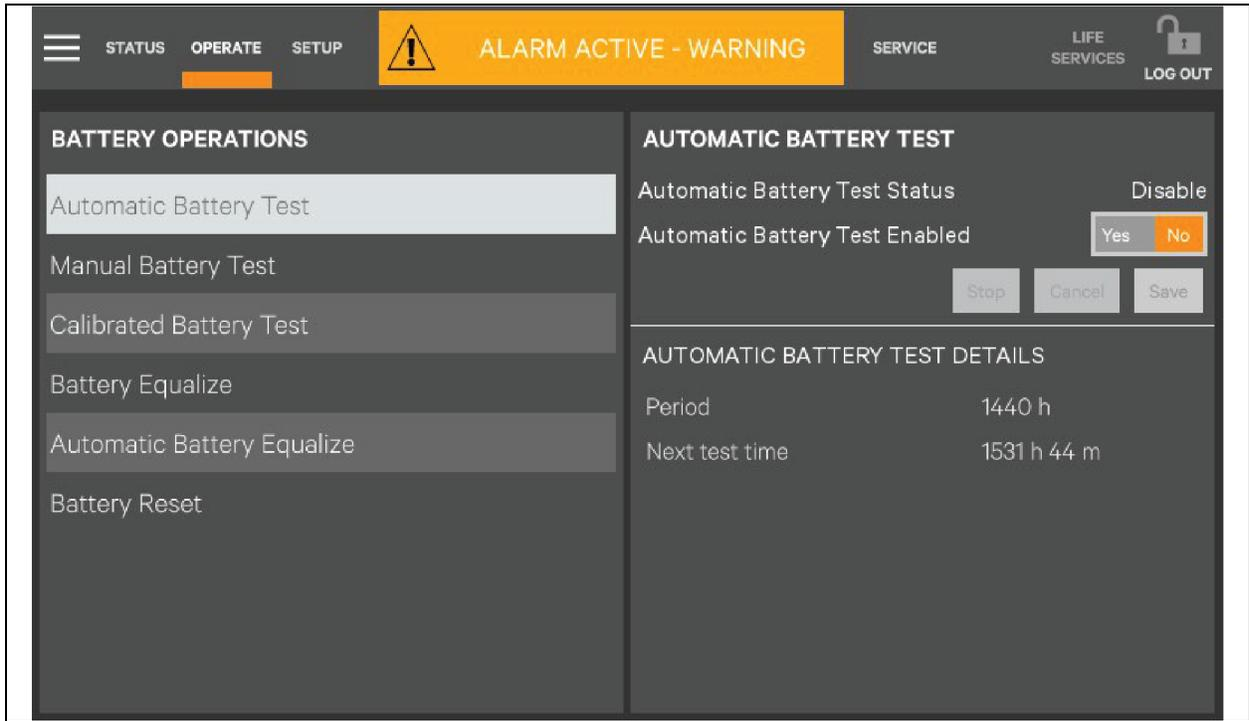 STATUS OPERATE SETUP ! ALARM ACTIVE - WARNING SERVICE LIFE SERVICES 1 LOG OUT
BATTERY OPERATIONS
Automatic Battery Test
Manual Battery Test
Calibrated Battery Test
Battery Equalize
Automatic Battery Equalize
Battery Reset
AUTOMATIC BATTERY TEST
Automatic Battery Test Status Disable
Automatic Battery Test Enabled Yes No
Stop Cancel Save
AUTOMATIC BATTERY TEST DETAILS
Period 1440 h
Next test time 1531 h 44 m